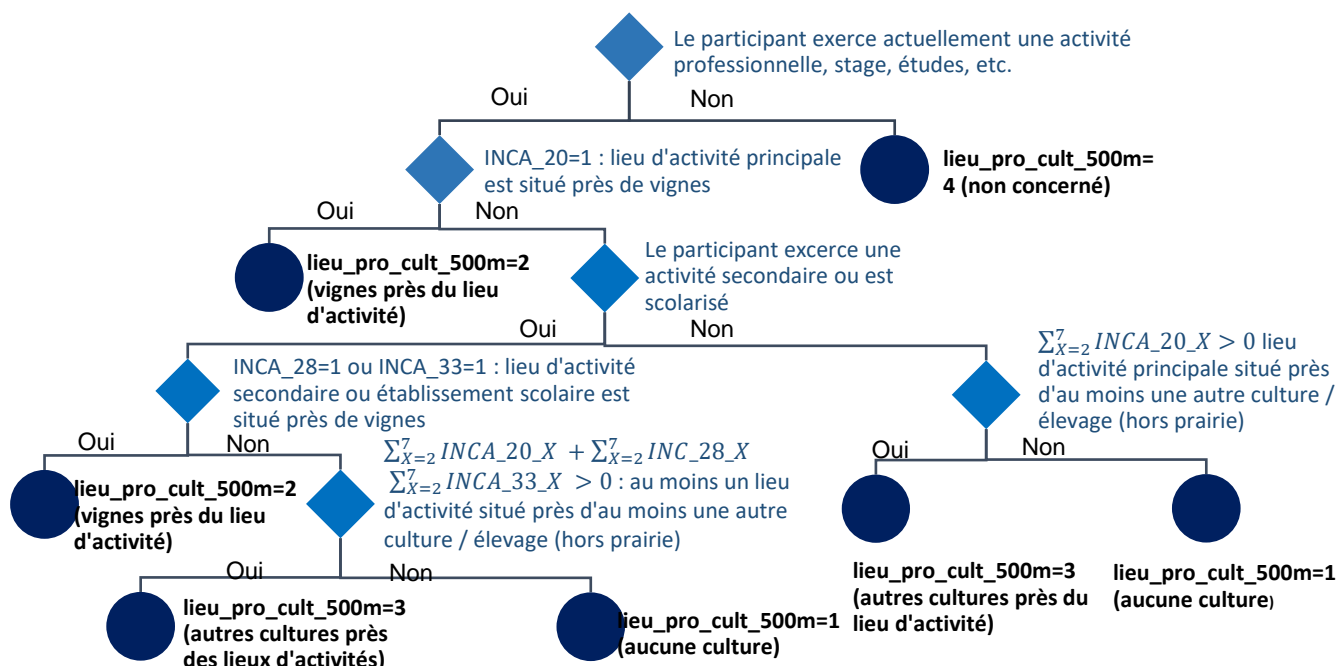 Le participant exerce actuellement une activité
professionnelle, stage, études, etc.
Oui
Non
INCA_20=1 : lieu d'activité principale
est situé près de vignes
lieu_pro_cult_500m=
4 (non concerné)
Oui
Non
lieu_pro_cult_500m=2
(vignes près du lieu
d'activité)
Le participant excerce une
activité secondaire ou est
scolarisé
Oui
Non
INCA_28=1 ou INCA_33=1 : lieu d'activité
secondaire ou établissement scolaire est
situé près de vignes
∑_{X=2}^{7} INCA_20_X > 0 lieu
d'activité principale situé près
d'au moins une autre culture /
élevage (hors prairie)
Oui
Non
lieu_pro_cult_500m=2
(vignes près du lieu
d'activité)
∑_{X=2}^{7} INCA_20_X + ∑_{X=2}^{7} INC_28_X
∑_{X=2}^{7} INCA_33_X > 0 : au moins un lieu
d'activité situé près d'au moins une autre
culture / élevage (hors prairie)
Oui
Non
lieu_pro_cult_500m=3
(autres cultures près du
lieu d'activité)
lieu_pro_cult_500m=1
(aucune culture)
Oui
Non
lieu_pro_cult_500m=3
(autres cultures près
des lieux d'activités)
lieu_pro_cult_500m=1
(aucune culture)